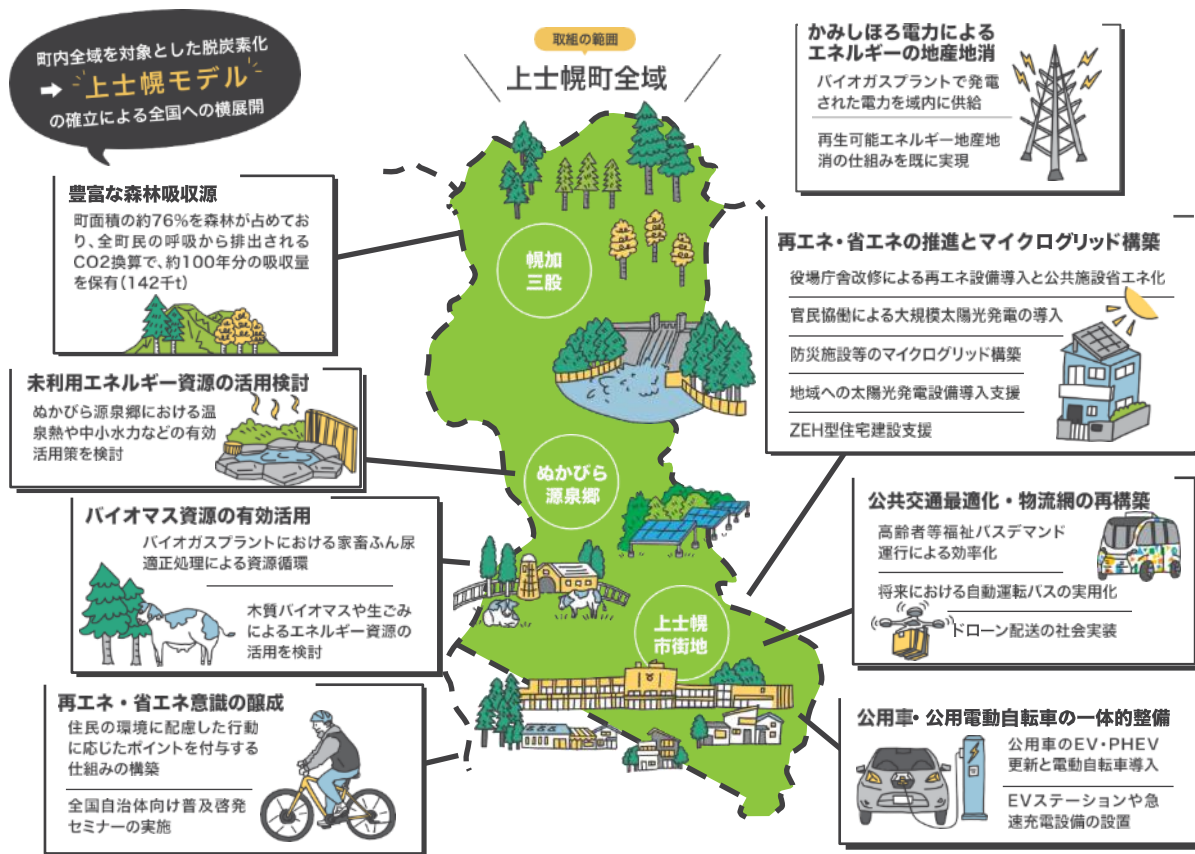 町内全域を対象とした脱炭素化
➡ 上士幌モデル
の確立による全国への横展開
取組の範囲
上士幌町全域
かみしほろ電力による
エネルギーの地産地消
バイオガスプラントで発電
された電力を域内に供給
再生可能エネルギー地産地
消の仕組みを既に実現
豊富な森林吸収源
町面積の約76%を森林が占めてお
り、全町民の呼吸から排出される
CO2換算で、約100年分の吸収量
を保有(142千t)
幌加
三股
再エネ・省エネの推進とマイクログリッド構築
役場庁舎改修による再エネ設備導入と公共施設省エネ化
官民協働による大規模太陽光発電の導入
防災施設等のマイクログリッド構築
地域への太陽光発電設備導入支援
ZEH型住宅建設支援
未利用エネルギー資源の活用検討
ぬかびら源泉郷における温
泉熱や中小水力などの有効
活用策を検討
ぬかびら
源泉郷
バイオマス資源の有効活用
バイオガスプラントにおける家畜ふん尿
適正処理による資源循環
木質バイオマスや生ごみ
によるエネルギー資源の
活用を検討
公共交通最適化・物流網の再構築
高齢者等福祉バスデマンド
運行による効率化
将来における自動運転バスの実用化
ドローン配送の社会実装
上士幌
市街地
再エネ・省エネ意識の醸成
住民の環境に配慮した行動
に応じたポイントを付与する
仕組みの構築
全国自治体向け普及啓発
セミナーの実施
公用車・公用電動自転車の一体的整備
公用車のEV・PHEV
更新と電動自転車導入
EVステーションや急
速充電設備の設置